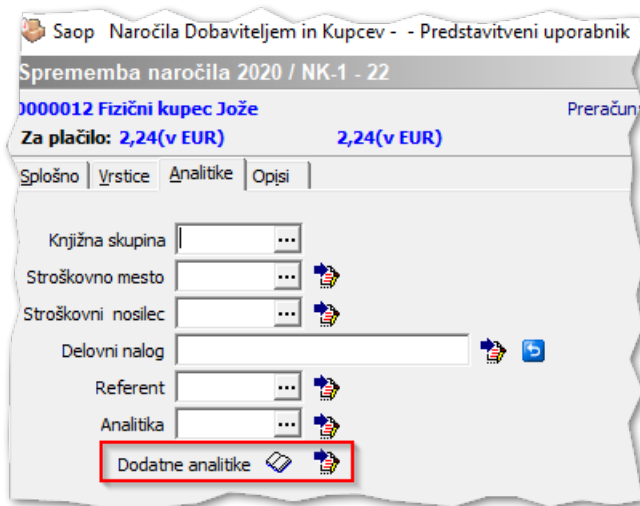 Saop Naročila Dobaviteljem in Kupcev - - Predstavitveni uporabnik
Sprememba naročila 2020 / NK-1 - 22
0000012 Fizični kupec Jože Preračun
Za plačilo: 2,24(v EUR) 2,24(v EUR)
Splošno Vrstice Analitike Opisi
Knjižna skupina ...
Stroškovno mesto ...
Stroškovni nosilec ...
Delovni nalog
Referent ...
Analitika ...
Dodatne analitike